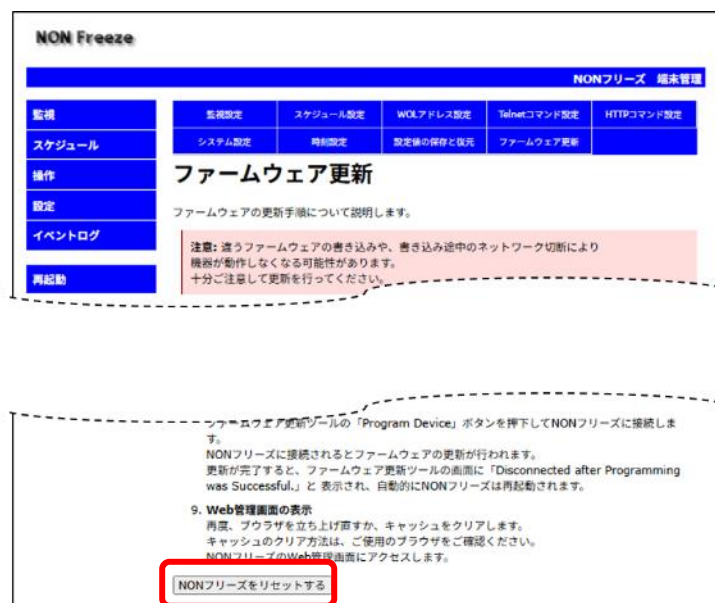 NON Freeze
NONフリーズ 端末管理
監視
スケジュール
操作
設定
イベントログ
再起動
監視設定 スケジュール設定 WOLアドレス設定 Telnetコマンド設定 HTTPコマンド設定
システム設定 時刻設定 設定値の保存と復元 ファームウェア更新
ファームウェア更新
ファームウェアの更新手順について説明します。
注意: 違うファームウェアの書き込みや、書き込み途中のネットワーク切断により
機器が動作しなくなる可能性があります。
十分ご注意して更新を行ってください。
ファームウェア更新ツールの「Program Device」ボタンを押下してNONフリーズに接続しま
す。
NONフリーズに接続されるとファームウェアの更新が行われます。
更新が完了すると、ファームウェア更新ツールの画面に「Disconnected after Programming
was Successful.」と 表示され、自動的にNONフリーズは再起動されます。
9. Web管理画面の表示
再度、ブウラザを立ち上げ直すか、キャッシュをクリアします。
キャッシュのクリア方法は、ご使用のブラウザをご確認ください。
NONフリーズのWeb管理画面にアクセスします。
NONフリーズをリセットする